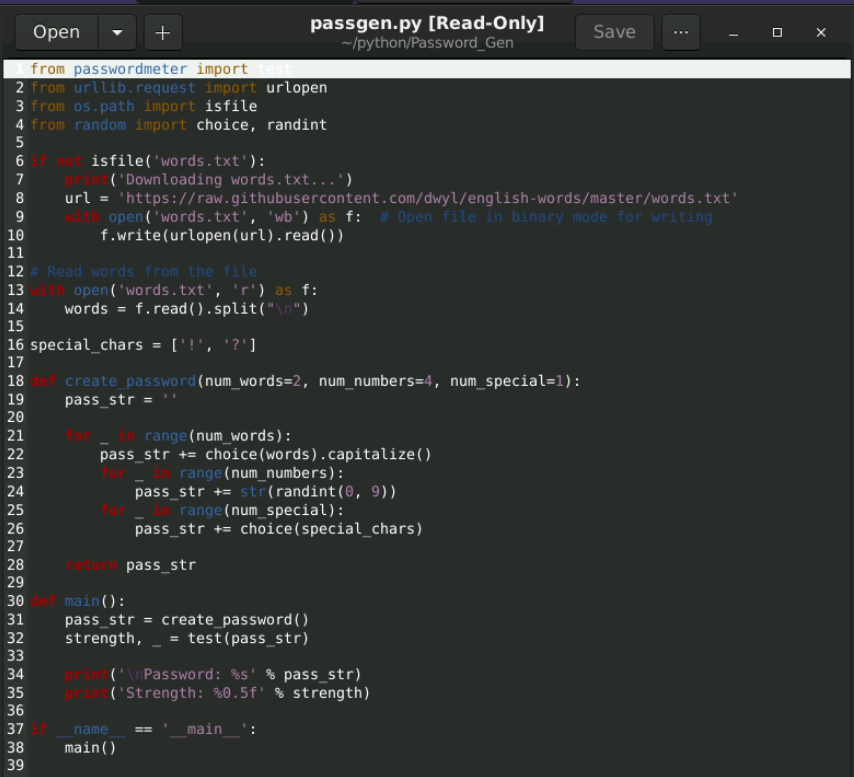 Open
passgen.py [Read-Only]
~/python/Password_Gen
Save
1 from passwordmeter import test
2 from urllib.request import urlopen
3 from os.path import isfile
4 from random import choice, randint
5
6 if not isfile('words.txt'):
7     print('Downloading words.txt...')
8     url = 'https://raw.githubusercontent.com/dwyl/english-words/master/words.txt'
9     with open('words.txt', 'wb') as f:  # Open file in binary mode for writing
10         f.write(urlopen(url).read())
11
12 # Read words from the file
13 with open('words.txt', 'r') as f:
14     words = f.read().split("\n")
15
16 special_chars = ['!', '?']
17
18 def create_password(num_words=2, num_numbers=4, num_special=1):
19     pass_str = ''
20
21     for _ in range(num_words):
22         pass_str += choice(words).capitalize()
23         for _ in range(num_numbers):
24             pass_str += str(randint(0, 9))
25         for _ in range(num_special):
26             pass_str += choice(special_chars)
27
28     return pass_str
29
30 def main():
31     pass_str = create_password()
32     strength, _ = test(pass_str)
33
34     print('\nPassword: %s' % pass_str)
35     print('Strength: %0.5f' % strength)
36
37 if __name__ == '__main__':
38     main()
39